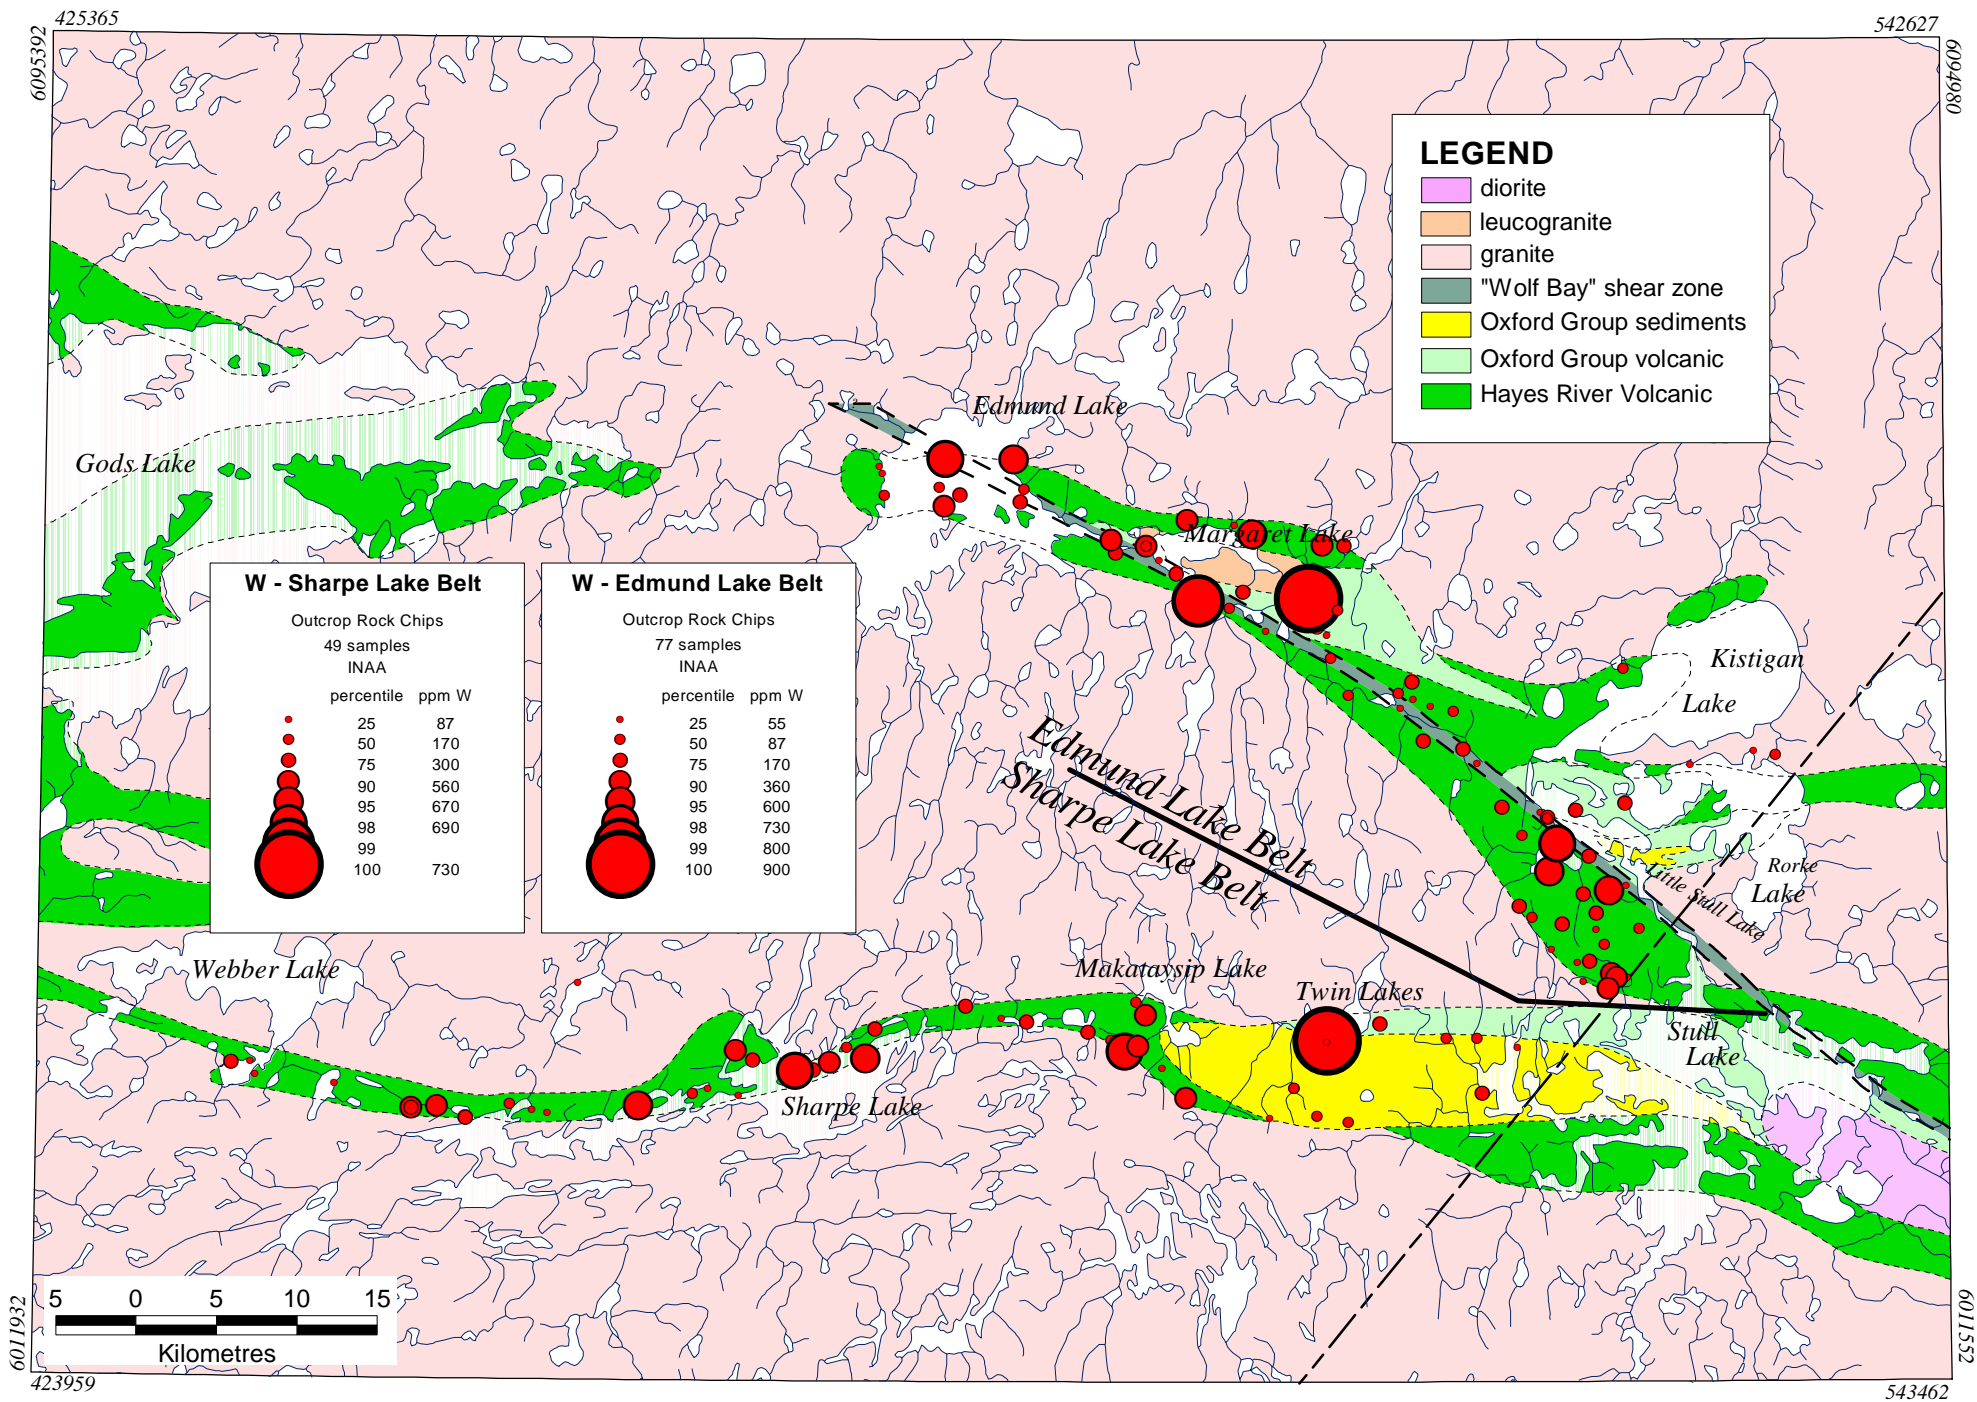 425365
542627
6095392
6094980
LEGEND
diorite
leucogranite
granite
"Wolf Bay" shear zone
Oxford Group sediments
Oxford Group volcanic
Hayes River Volcanic
Edmund Lake
Gods Lake
Margaret Lake
W - Sharpe Lake Belt
Outcrop Rock Chips
49 samples
INAA
percentile ppm W
25 87
50 170
75 300
90 560
95 670
98 690
99
100 730
W - Edmund Lake Belt
Outcrop Rock Chips
77 samples
INAA
percentile ppm W
25 55
50 87
75 170
90 360
95 600
98 730
99 800
100 900
Kistigan
Lake
Edmund Lake Belt
Sharpe Lake Belt
Rorke
Lake
Little Stull Lake
Webber Lake
Makataysip Lake
Twin Lakes
Stull
Lake
Sharpe Lake
5 0 5 10 15
Kilometres
6011932
423959
6011552
543462